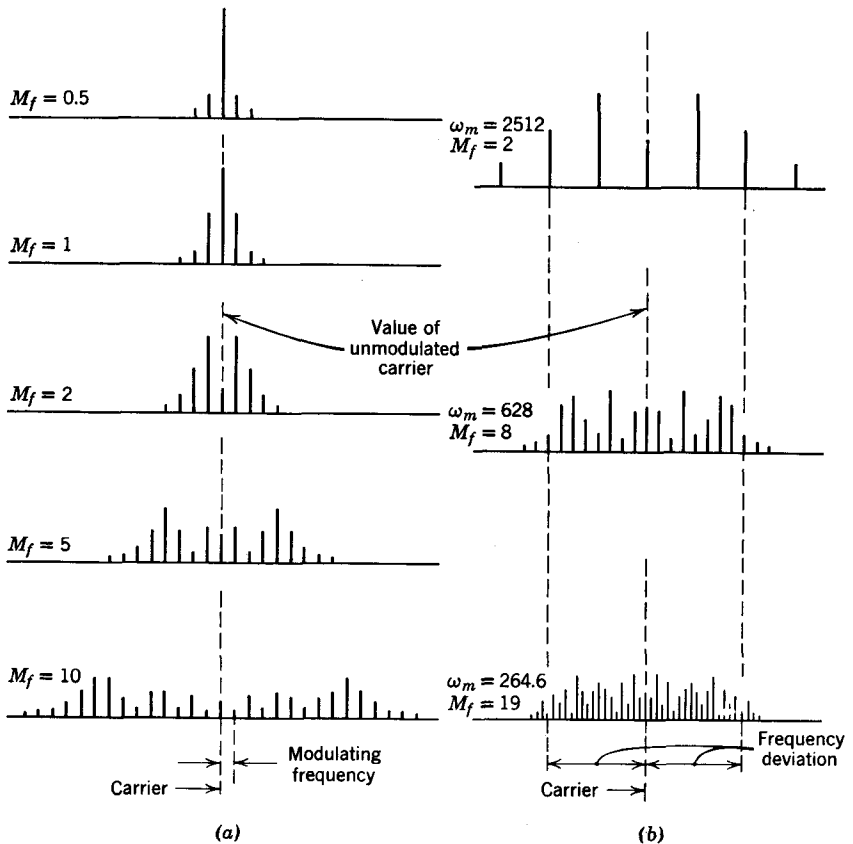 M_f = 0.5
M_f = 1
M_f = 2
M_f = 5
M_f = 10
Value of
unmodulated
carrier
Modulating
frequency
Carrier
(a)
ω_m = 2512
M_f = 2
ω_m = 628
M_f = 8
ω_m = 264.6
M_f = 19
Frequency
deviation
Carrier
(b)